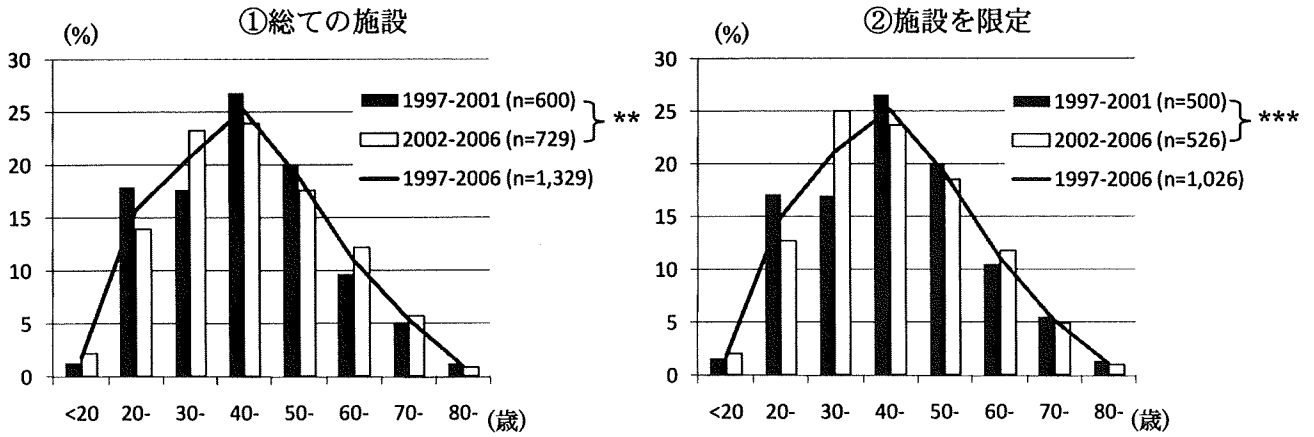 ①総ての施設
(%)
30
25
20
15
10
5
0
1997-2001 (n=600)
2002-2006 (n=729)
**
1997-2006 (n=1,329)
<20 20- 30- 40- 50- 60- 70- 80- (歳)
②施設を限定
(%)
30
25
20
15
10
5
0
1997-2001 (n=500)
2002-2006 (n=526)
***
1997-2006 (n=1,026)
<20 20- 30- 40- 50- 60- 70- 80- (歳)